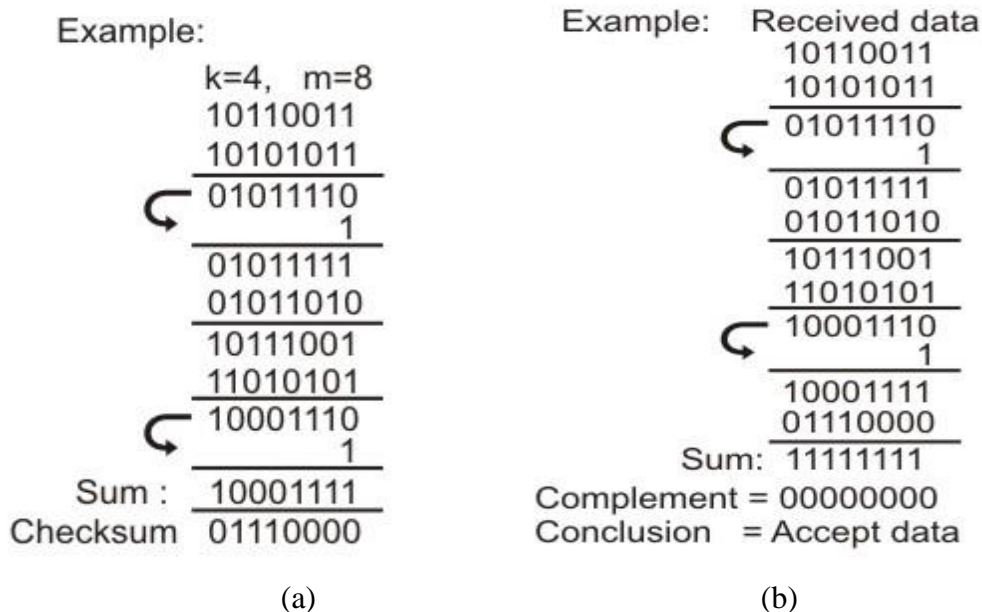 Example:
k=4, m=8
10110011
10101011
01011110
1
01011111
01011010
10111001
11010101
10001110
1
Sum : 10001111
Checksum 01110000
(a)
Example: Received data
10110011
10101011
01011110
1
01011111
01011010
10111001
11010101
10001110
1
10001111
01110000
Sum: 11111111
Complement = 00000000
Conclusion = Accept data
(b)